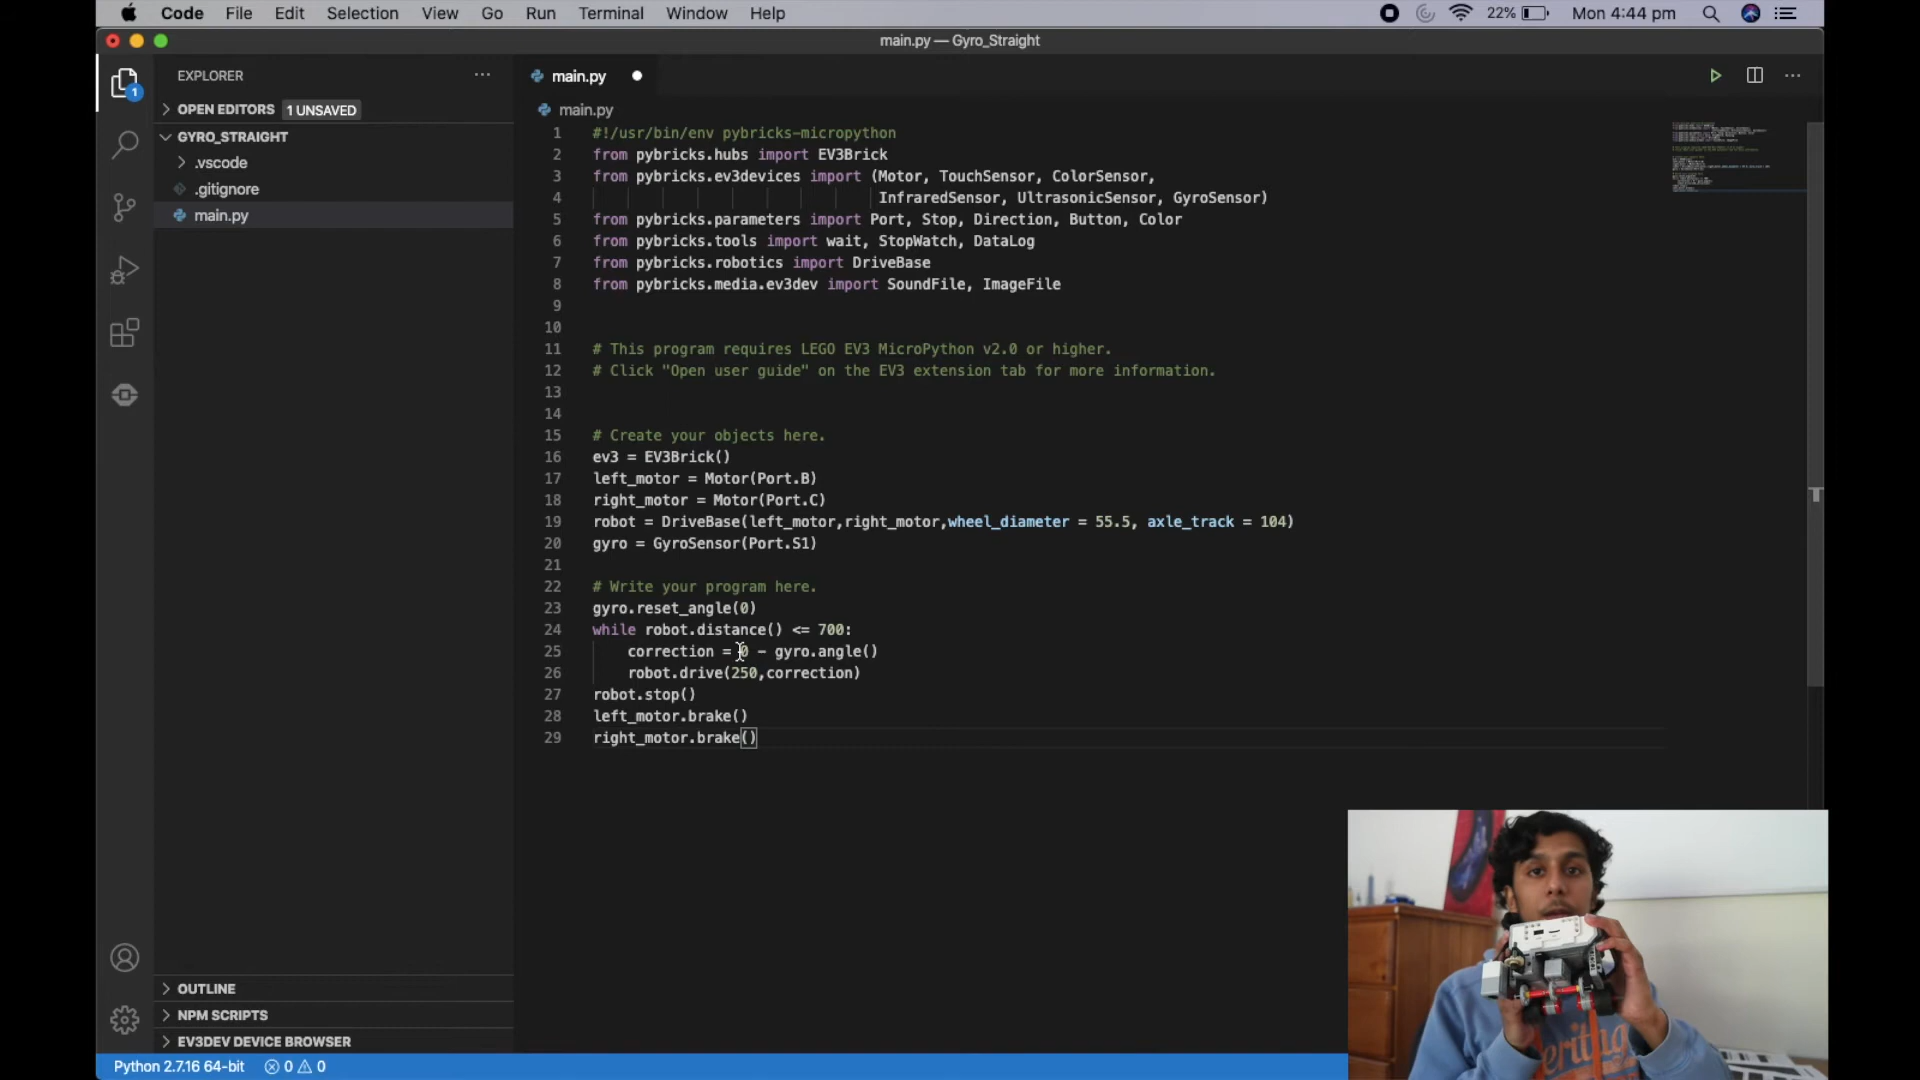 Code File Edit Selection View Go Run Terminal Window Help
22% Mon 4:44 pm
main.py — Gyro_Straight
EXPLORER
main.py
1
OPEN EDITORS 1 UNSAVED
main.py
GYRO_STRAIGHT
.vscode
.gitignore
main.py
1 #!/usr/bin/env pybricks-micropython
2 from pybricks.hubs import EV3Brick
3 from pybricks.ev3devices import (Motor, TouchSensor, ColorSensor,
4 InfraredSensor, UltrasonicSensor, GyroSensor)
5 from pybricks.parameters import Port, Stop, Direction, Button, Color
6 from pybricks.tools import wait, StopWatch, DataLog
7 from pybricks.robotics import DriveBase
8 from pybricks.media.ev3dev import SoundFile, ImageFile
9
10
11 # This program requires LEGO EV3 MicroPython v2.0 or higher.
12 # Click "Open user guide" on the EV3 extension tab for more information.
13
14
15 # Create your objects here.
16 ev3 = EV3Brick()
17 left_motor = Motor(Port.B)
18 right_motor = Motor(Port.C)
19 robot = DriveBase(left_motor,right_motor,wheel_diameter = 55.5, axle_track = 104)
20 gyro = GyroSensor(Port.S1)
21
22 # Write your program here.
23 gyro.reset_angle(0)
24 while robot.distance() <= 700:
25 correction = 0 - gyro.angle()
26 robot.drive(250,correction)
27 robot.stop()
28 left_motor.brake()
29 right_motor.brake()
OUTLINE
NPM SCRIPTS
EV3DEV DEVICE BROWSER
Python 2.7.16 64-bit 0 0